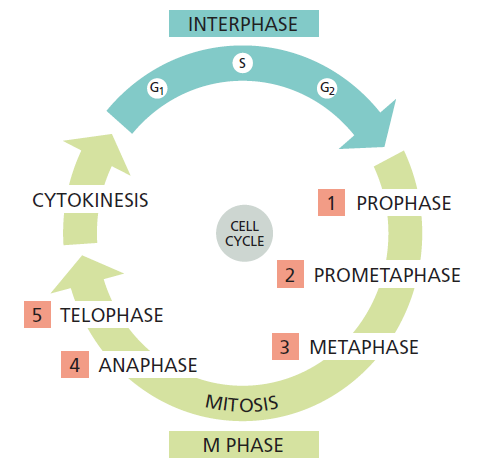 INTERPHASE
S
G1
G2
CYTOKINESIS
1 PROPHASE
CELL
CYCLE
2 PROMETAPHASE
5 TELOPHASE
3 METAPHASE
4 ANAPHASE
MITOSIS
M PHASE